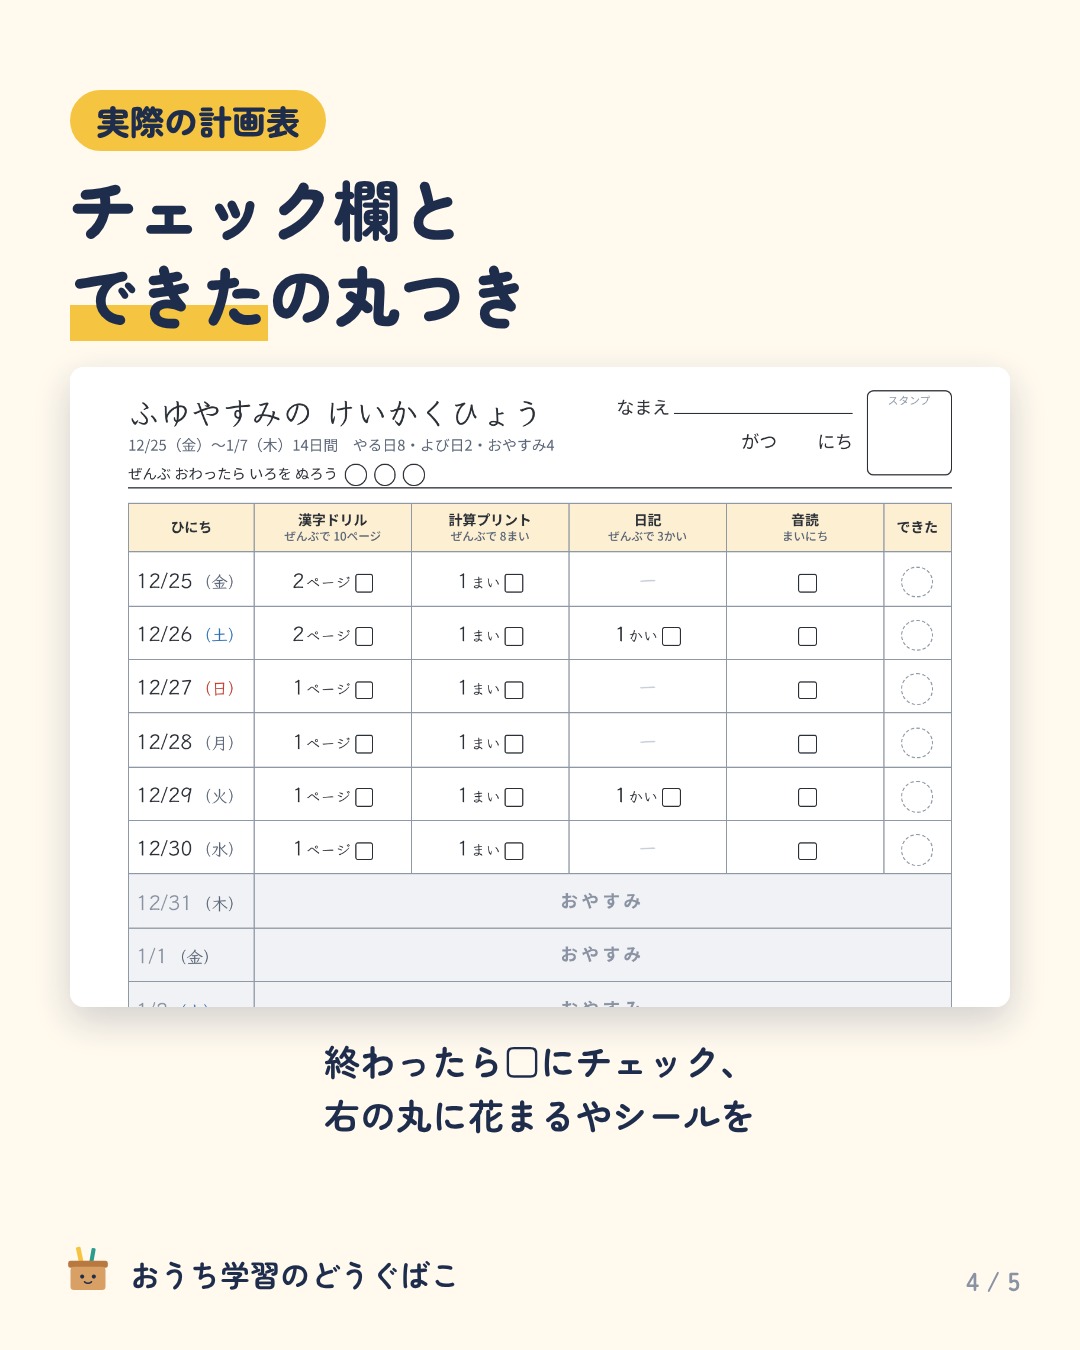 実際の計画表
チェック欄と
できたの丸つき
ふゆやすみの けいかくひょう
なまえ
スタンプ
12/25（金）～1/7（木）14日間 やる日8・よび日2・おやすみ4
がつ にち
ぜんぶ おわったら いろを ぬろう
ひにち 漢字ドリル 計算プリント 日記 音読 できた
ぜんぶで 10ページ ぜんぶで 8まい ぜんぶで 3かい まいにち
12/25（金） 2ページ 1まい —
12/26（土） 2ページ 1まい 1かい
12/27（日） 1ページ 1まい —
12/28（月） 1ページ 1まい —
12/29（火） 1ページ 1まい 1かい
12/30（水） 1ページ 1まい —
12/31（木） おやすみ
1/1（金） おやすみ
終わったら□にチェック、
右の丸に花まるやシールを
おうち学習のどうぐばこ
4 / 5